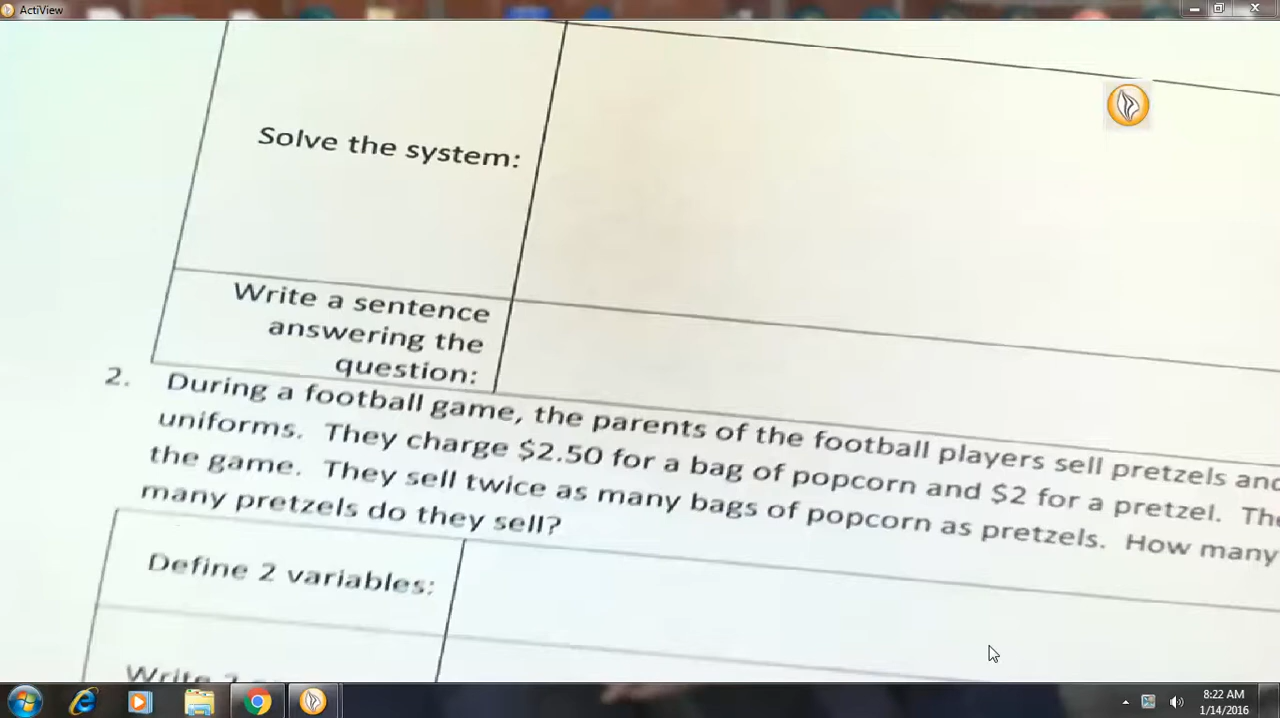 ActiView
Solve the system:
Write a sentence
answering the
question:
2. During a football game, the parents of the football players sell pretzels and
uniforms. They charge $2.50 for a bag of popcorn and $2 for a pretzel. The
the game. They sell twice as many bags of popcorn as pretzels. How many
many pretzels do they sell?
Define 2 variables:
Write 2
8:22 AM
1/14/2016